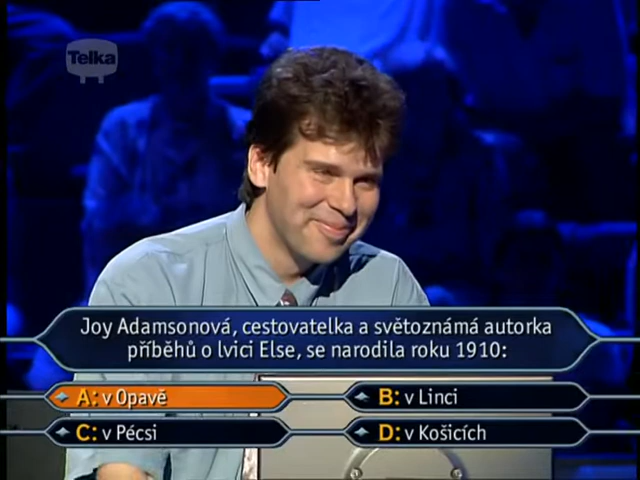 Telka
Joy Adamsonová, cestovatelka a světoznámá autorka
příběhů o lvici Else, se narodila roku 1910:
A: v Opavě
B: v Linci
C: v Pécsi
D: v Košicích